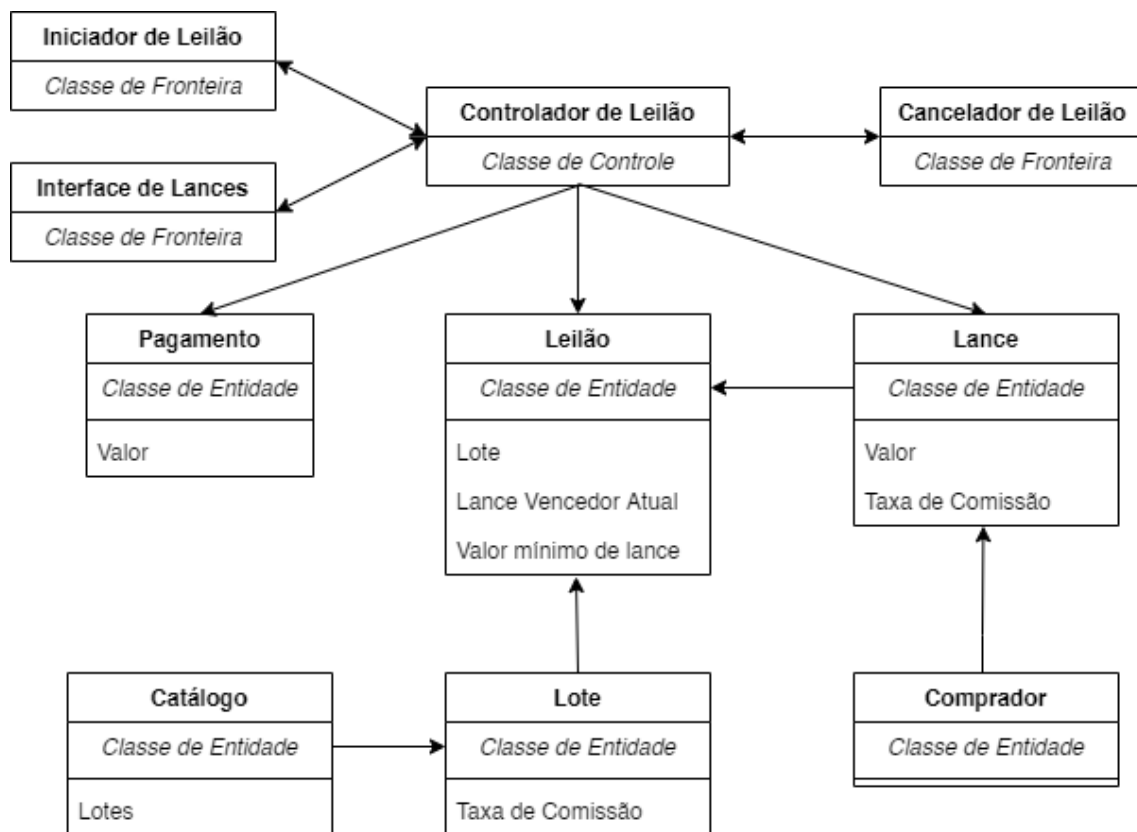 Iniciador de Leilão
Classe de Fronteira
Controlador de Leilão
Classe de Controle
Cancelador de Leilão
Classe de Fronteira
Interface de Lances
Classe de Fronteira
Pagamento
Classe de Entidade
Valor
Leilão
Classe de Entidade
Lote
Lance Vencedor Atual
Valor mínimo de lance
Lance
Classe de Entidade
Valor
Taxa de Comissão
Catálogo
Classe de Entidade
Lotes
Lote
Classe de Entidade
Taxa de Comissão
Comprador
Classe de Entidade